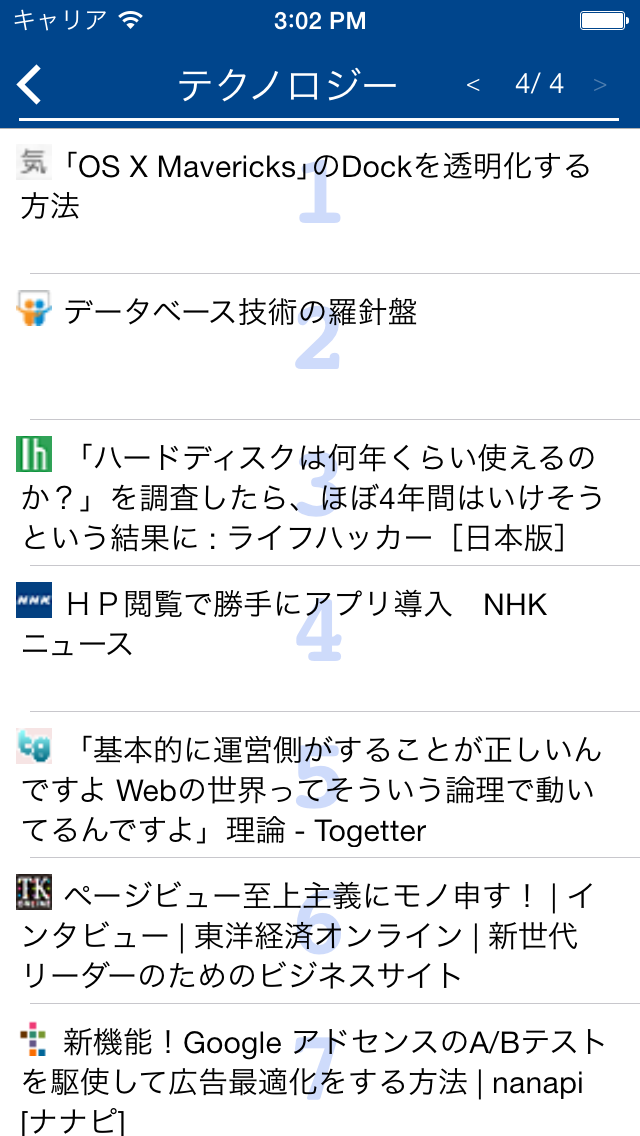 キャリア 3:02 PM
テクノロジー < 4/ 4 >
気 「OS X Mavericks」のDockを透明化する
方法
1
データベース技術の羅針盤
2
lh 「ハードディスクは何年くらい使えるの
か？」を調査したら、ほぼ4年間はいけそう
という結果に : ライフハッカー［日本版］
3
NHK ＨＰ閲覧で勝手にアプリ導入　NHK
ニュース
4
tg 「基本的に運営側がすることが正しいん
ですよ Webの世界ってそういう論理で動い
てるんですよ」理論 - Togetter
5
TK ページビュー至上主義にモノ申す！ | イ
ンタビュー | 東洋経済オンライン | 新世代
リーダーのためのビジネスサイト
6
新機能！Google アドセンスのA/Bテスト
を駆使して広告最適化をする方法 | nanapi
[ナナピ]
7